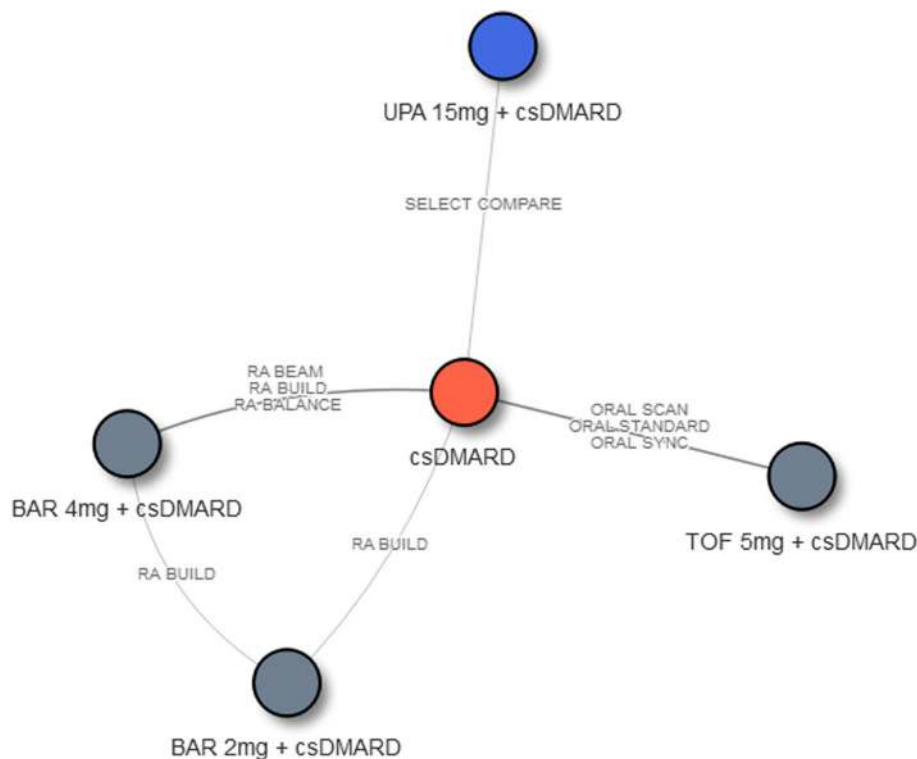 UPA 15mg + csDMARD
SELECT COMPARE
RA BEAM
RA BUILD
RA BALANCE
ORAL SCAN
ORAL STANDARD
ORAL SYNC
csDMARD
BAR 4mg + csDMARD
TOF 5mg + csDMARD
RA BUILD
RA BUILD
BAR 2mg + csDMARD